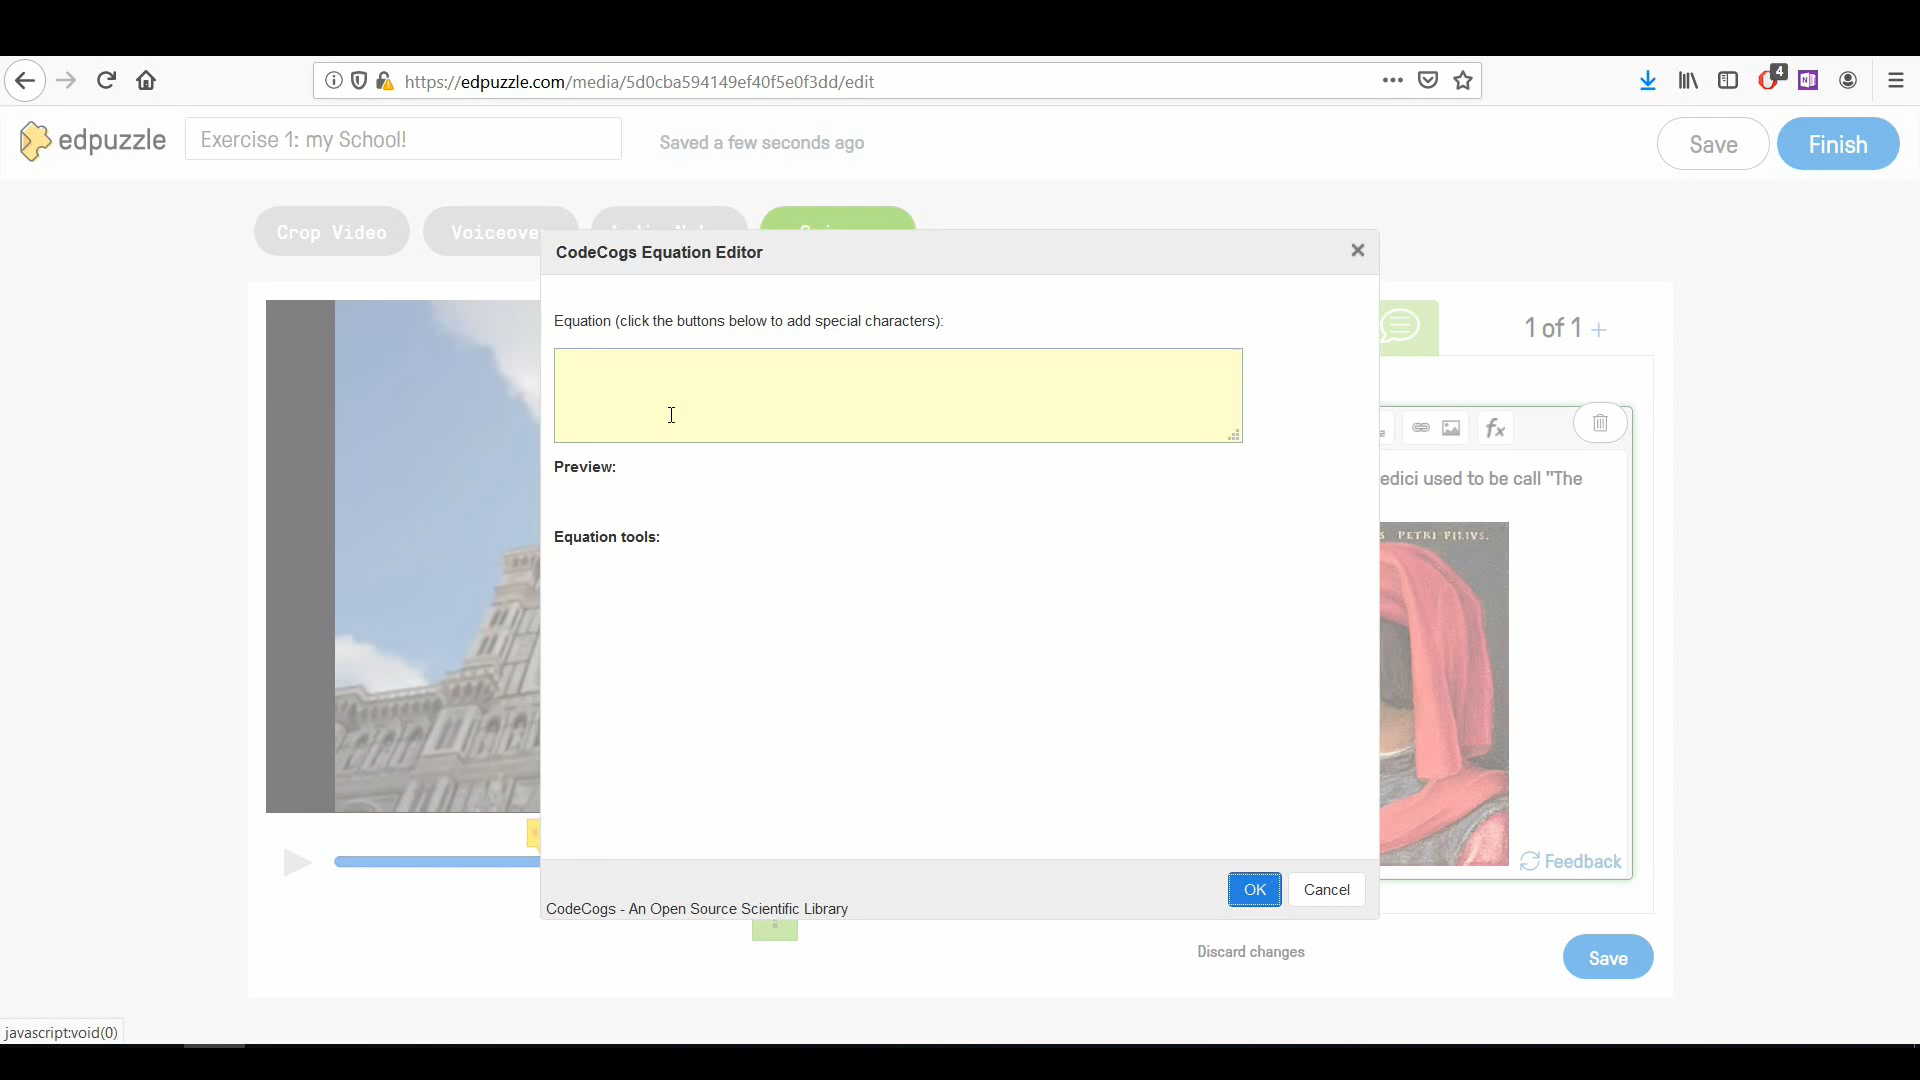 https://edpuzzle.com/media/5d0cba594149ef40f5e0f3dd/edit
4
edpuzzle
Exercise 1: my School!
Saved a few seconds ago
Save
Finish
Crop Video
CodeCogs Equation Editor
Equation (click the buttons below to add special characters):
1 of 1 +
fx
Preview:
edici used to be call "The
Equation tools:
PETRI FILIVS.
Feedback
OK
Cancel
CodeCogs - An Open Source Scientific Library
Discard changes
Save
javascript:void(0)